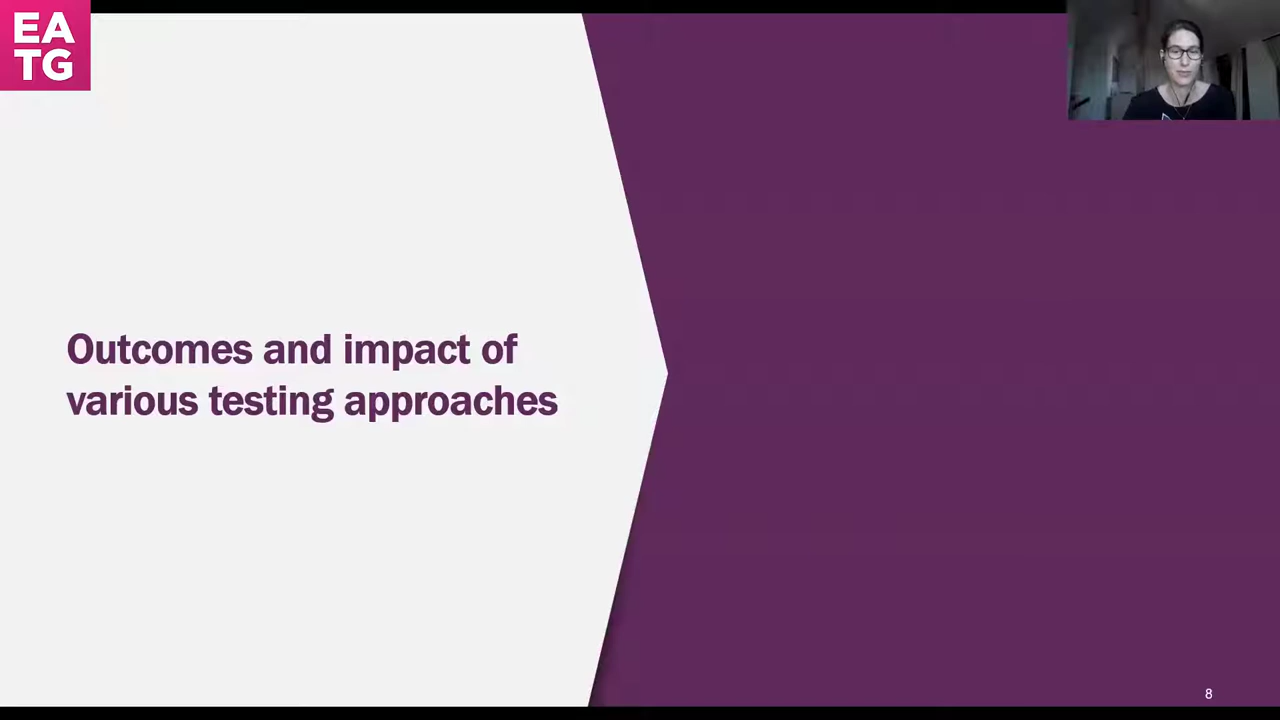 EA
TG
Outcomes and impact of
various testing approaches
8